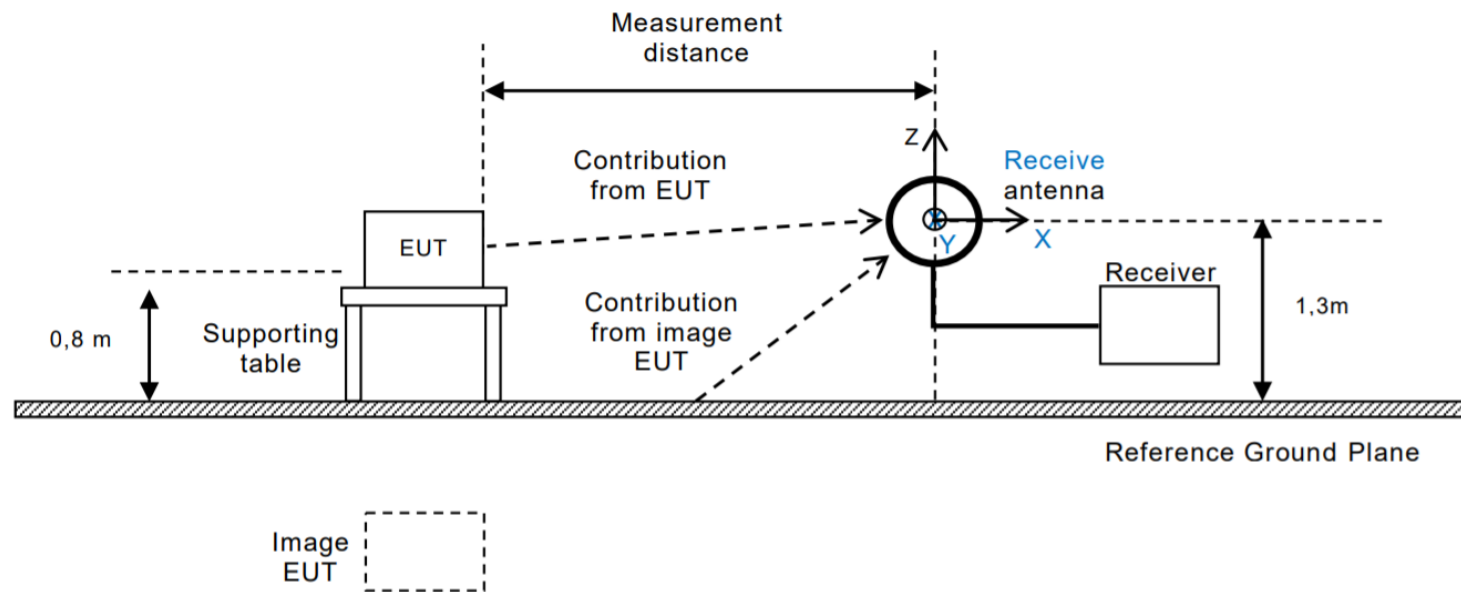 Measurement
distance
Z
Contribution
from EUT
Receive
antenna
EUT
Y
X
Receiver
Contribution
from image
EUT
1,3m
0,8 m
Supporting
table
Reference Ground Plane
Image
EUT